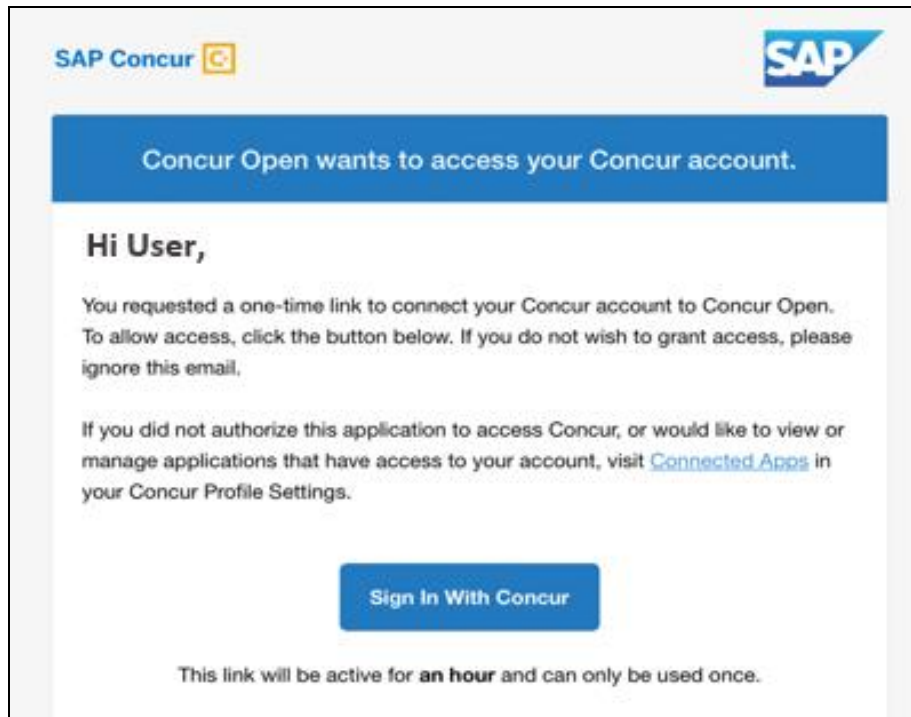 SAP Concur C
SAP
Concur Open wants to access your Concur account.
Hi User,
You requested a one-time link to connect your Concur account to Concur Open.
To allow access, click the button below. If you do not wish to grant access, please
ignore this email.
If you did not authorize this application to access Concur, or would like to view or
manage applications that have access to your account, visit Connected Apps in
your Concur Profile Settings.
Sign In With Concur
This link will be active for an hour and can only be used once.